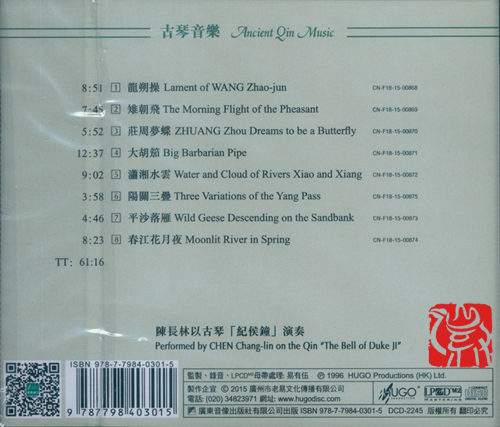 古琴音樂 Ancient Qin Music
8:51 1 龍朔操 Lament of WANG Zhao-jun CN-F18-15-00868
7:48 2 雉朝飛 The Morning Flight of the Pheasant CN-F18-15-00869
5:52 3 莊周夢蝶 ZHUANG Zhou Dreams to be a Butterfly CN-F18-15-00870
12:37 4 大胡笳 Big Barbarian Pipe CN-F18-15-00871
9:02 5 瀟湘水雲 Water and Cloud of Rivers Xiao and Xiang CN-F18-15-00872
3:58 6 陽關三疊 Three Variations of the Yang Pass CN-F18-15-00875
4:46 7 平沙落雁 Wild Geese Descending on the Sandbank CN-F18-15-00873
8:23 8 春江花月夜 Moonlit River in Spring CN-F18-15-00874
TT: 61:16
陳長林以古琴「紀侯鐘」演奏
Performed by CHEN Chang-lin on the Qin “The Bell of Duke JI”
ISBN 978-7-7984-0301-5
9 787798 403015
監製、錄音、LPCDM2母帶處理: 易有伍 Ⓟ 1996 HUGO Productions (HK) Ltd.
製作企宣 © 2015 廣州市老易文化傳播有限公司
電話: (020) 34823971 網址: www.hugodisc.com
廣東音像出版社有限公司出版 ISBN 978-7-7984-0301-5 DCD-2245 版權所有 翻印必究
HUGO
LPCD M2